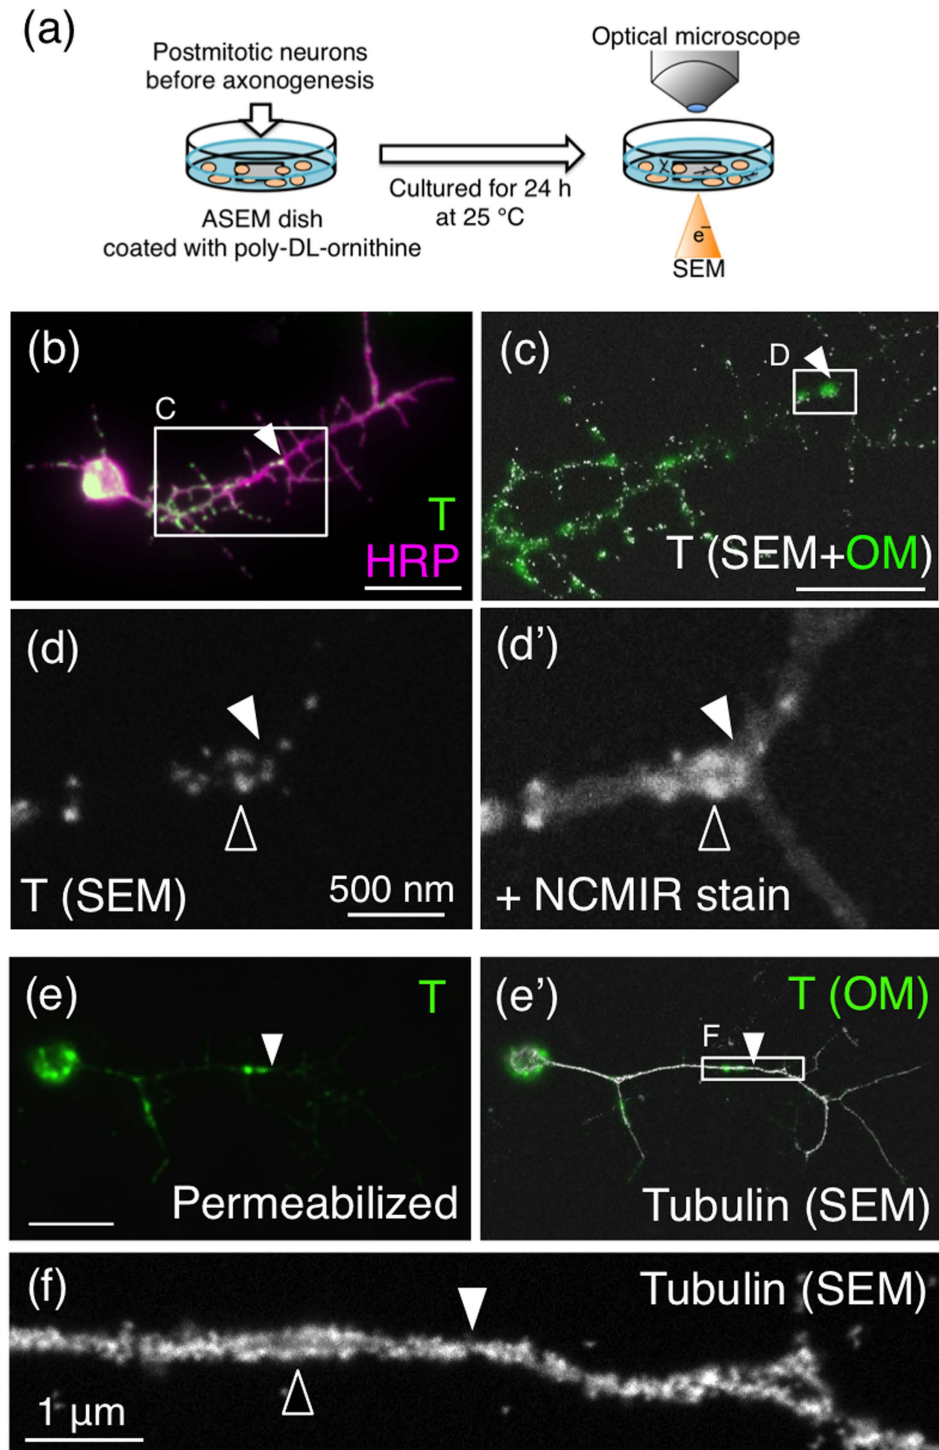 (a)
Postmitotic neurons
before axonogenesis
Optical microscope
Cultured for 24 h
at 25 °C
ASEM dish
coated with poly-DL-ornithine
e⁻
SEM
(b)
C
T
HRP
(c)
D
T (SEM+OM)
(d)
T (SEM)
500 nm
(d')
+ NCMIR stain
(e)
T
Permeabilized
(e')
T (OM)
F
Tubulin (SEM)
(f)
Tubulin (SEM)
1 μm